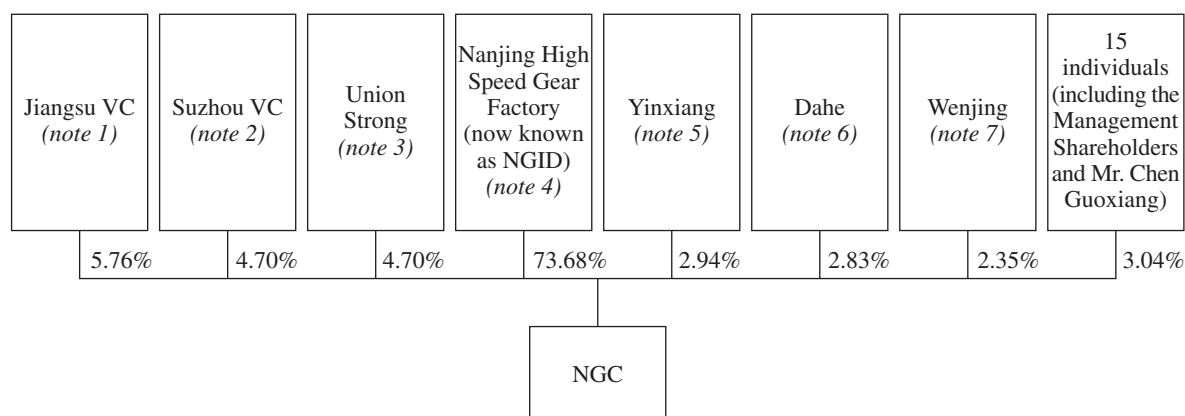 Jiangsu VC
(note 1)
Suzhou VC
(note 2)
Union
Strong
(note 3)
Nanjing High
Speed Gear
Factory
(now known
as NGID)
(note 4)
Yinxiang
(note 5)
Dahe
(note 6)
Wenjing
(note 7)
15
individuals
(including the
Management
Shareholders
and Mr. Chen
Guoxiang)
5.76%
4.70%
4.70%
73.68%
2.94%
2.83%
2.35%
3.04%
NGC